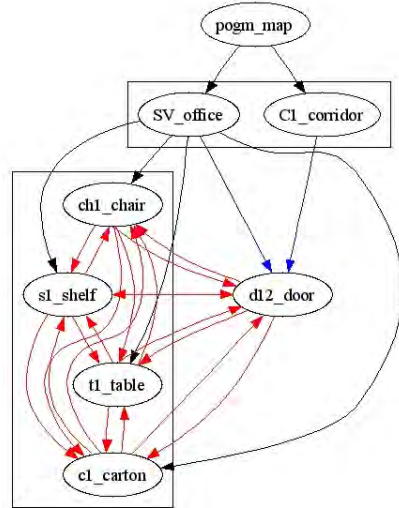 pogm_map
SV_office
C1_corridor
ch1_chair
s1_shelf
d12_door
t1_table
c1_carton